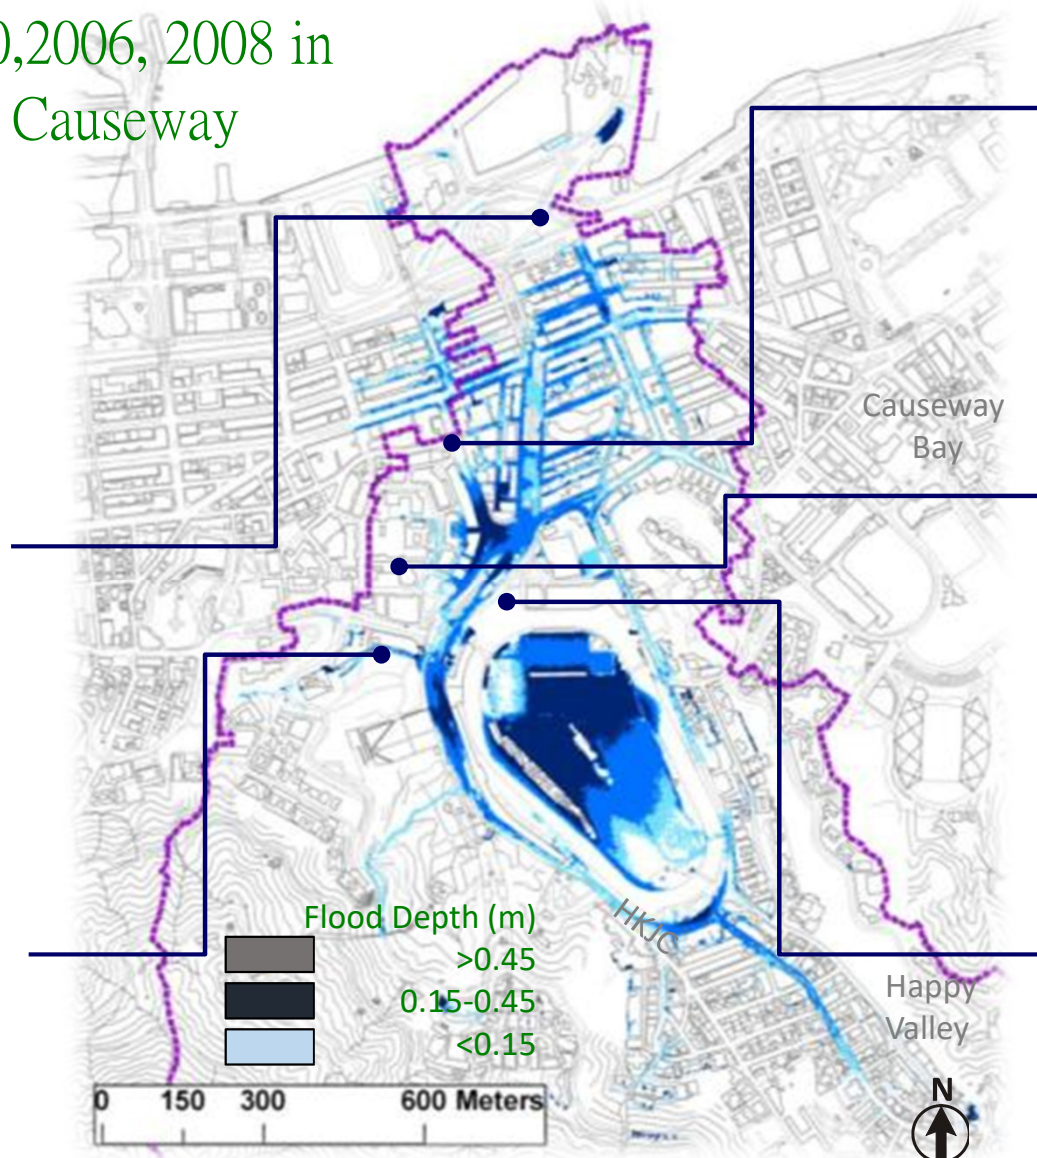 0,2006, 2008 in
Causeway
Causeway
Bay
HKJC
Flood Depth (m)
>0.45
0.15-0.45
<0.15
Happy
Valley
0 150 300 600 Meters
N